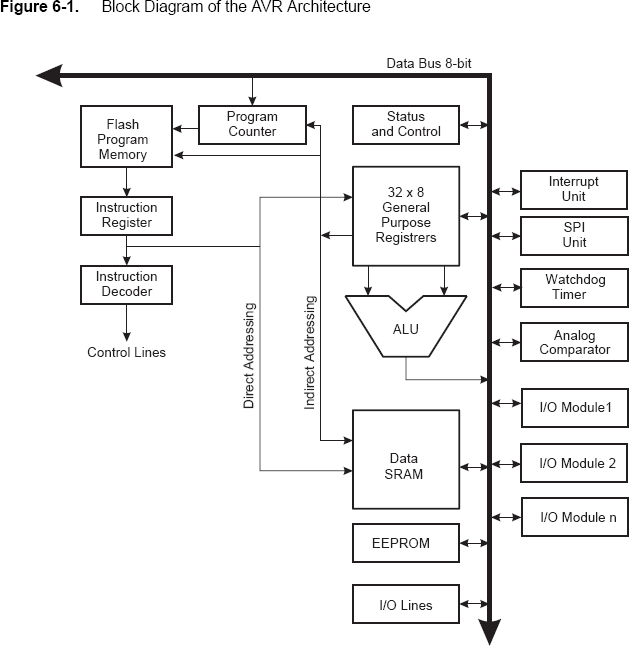 Figure 6-1. Block Diagram of the AVR Architecture
Data Bus 8-bit
Flash
Program
Memory
Program
Counter
Status
and Control
Instruction
Register
32 x 8
General
Purpose
Registrers
Interrupt
Unit
SPI
Unit
Instruction
Decoder
Watchdog
Timer
Control Lines
Direct Addressing
Indirect Addressing
ALU
Analog
Comparator
I/O Module1
Data
SRAM
I/O Module 2
I/O Module n
EEPROM
I/O Lines